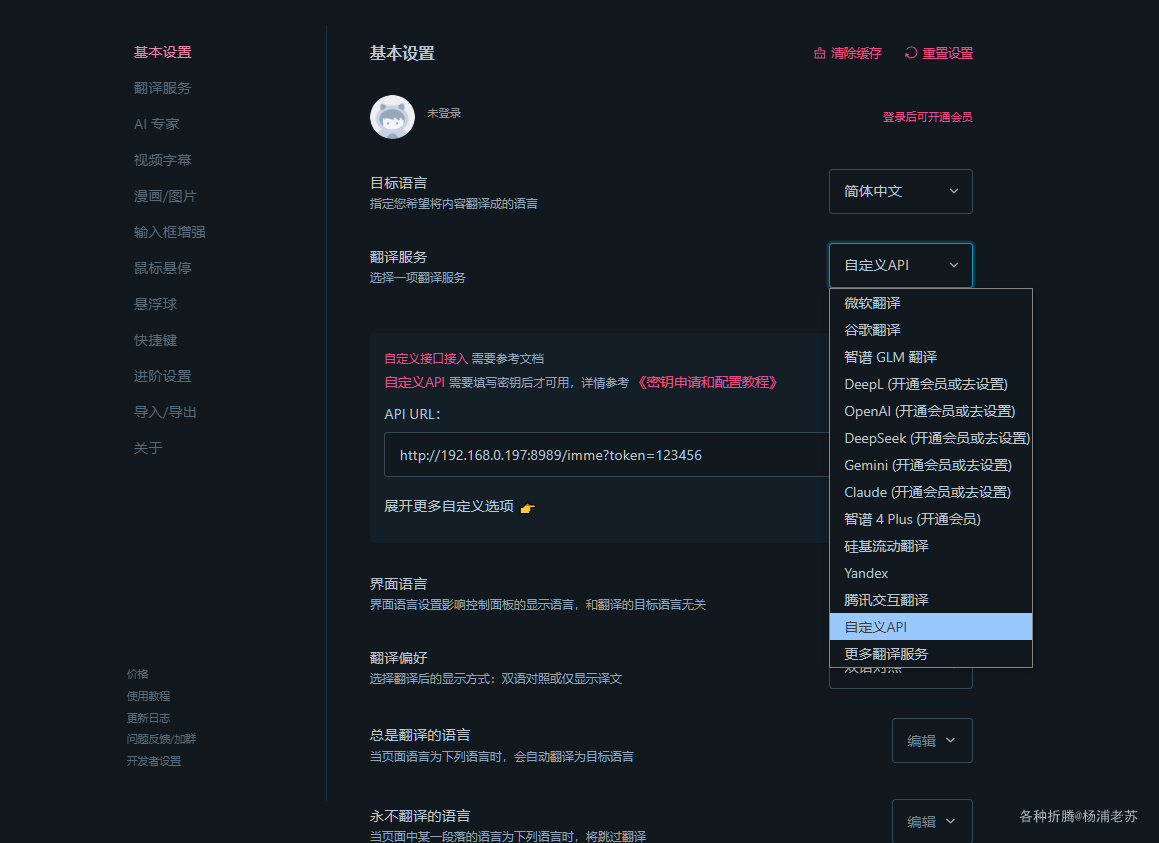 基本设置
翻译服务
AI 专家
视频字幕
漫画/图片
输入框增强
鼠标悬停
悬浮球
快捷键
进阶设置
导入/导出
关于
价格
使用教程
更新日志
问题反馈/加群
开发者设置
基本设置
清除缓存
重置设置
未登录
登录后可开通会员
目标语言
指定您希望将内容翻译成的语言
简体中文
翻译服务
选择一项翻译服务
自定义API
微软翻译
谷歌翻译
智谱 GLM 翻译
DeepL (开通会员或去设置)
OpenAI (开通会员或去设置)
DeepSeek (开通会员或去设置)
Gemini (开通会员或去设置)
Claude (开通会员或去设置)
智谱 4 Plus (开通会员)
硅基流动翻译
Yandex
腾讯交互翻译
自定义API
更多翻译服务
自定义接口接入 需要参考文档
自定义API 需要填写密钥后才可用，详情参考 《密钥申请和配置教程》
API URL：
http://192.168.0.197:8989/imme?token=123456
展开更多自定义选项 👉
界面语言
界面语言设置影响控制面板的显示语言，和翻译的目标语言无关
翻译偏好
选择翻译后的显示方式：双语对照或仅显示译文
双语对照
总是翻译的语言
当页面语言为下列语言时，会自动翻译为目标语言
编辑
永不翻译的语言
当页面中某一段落的语言为下列语言时，将跳过翻译
编辑
各种折腾@杨浦老苏